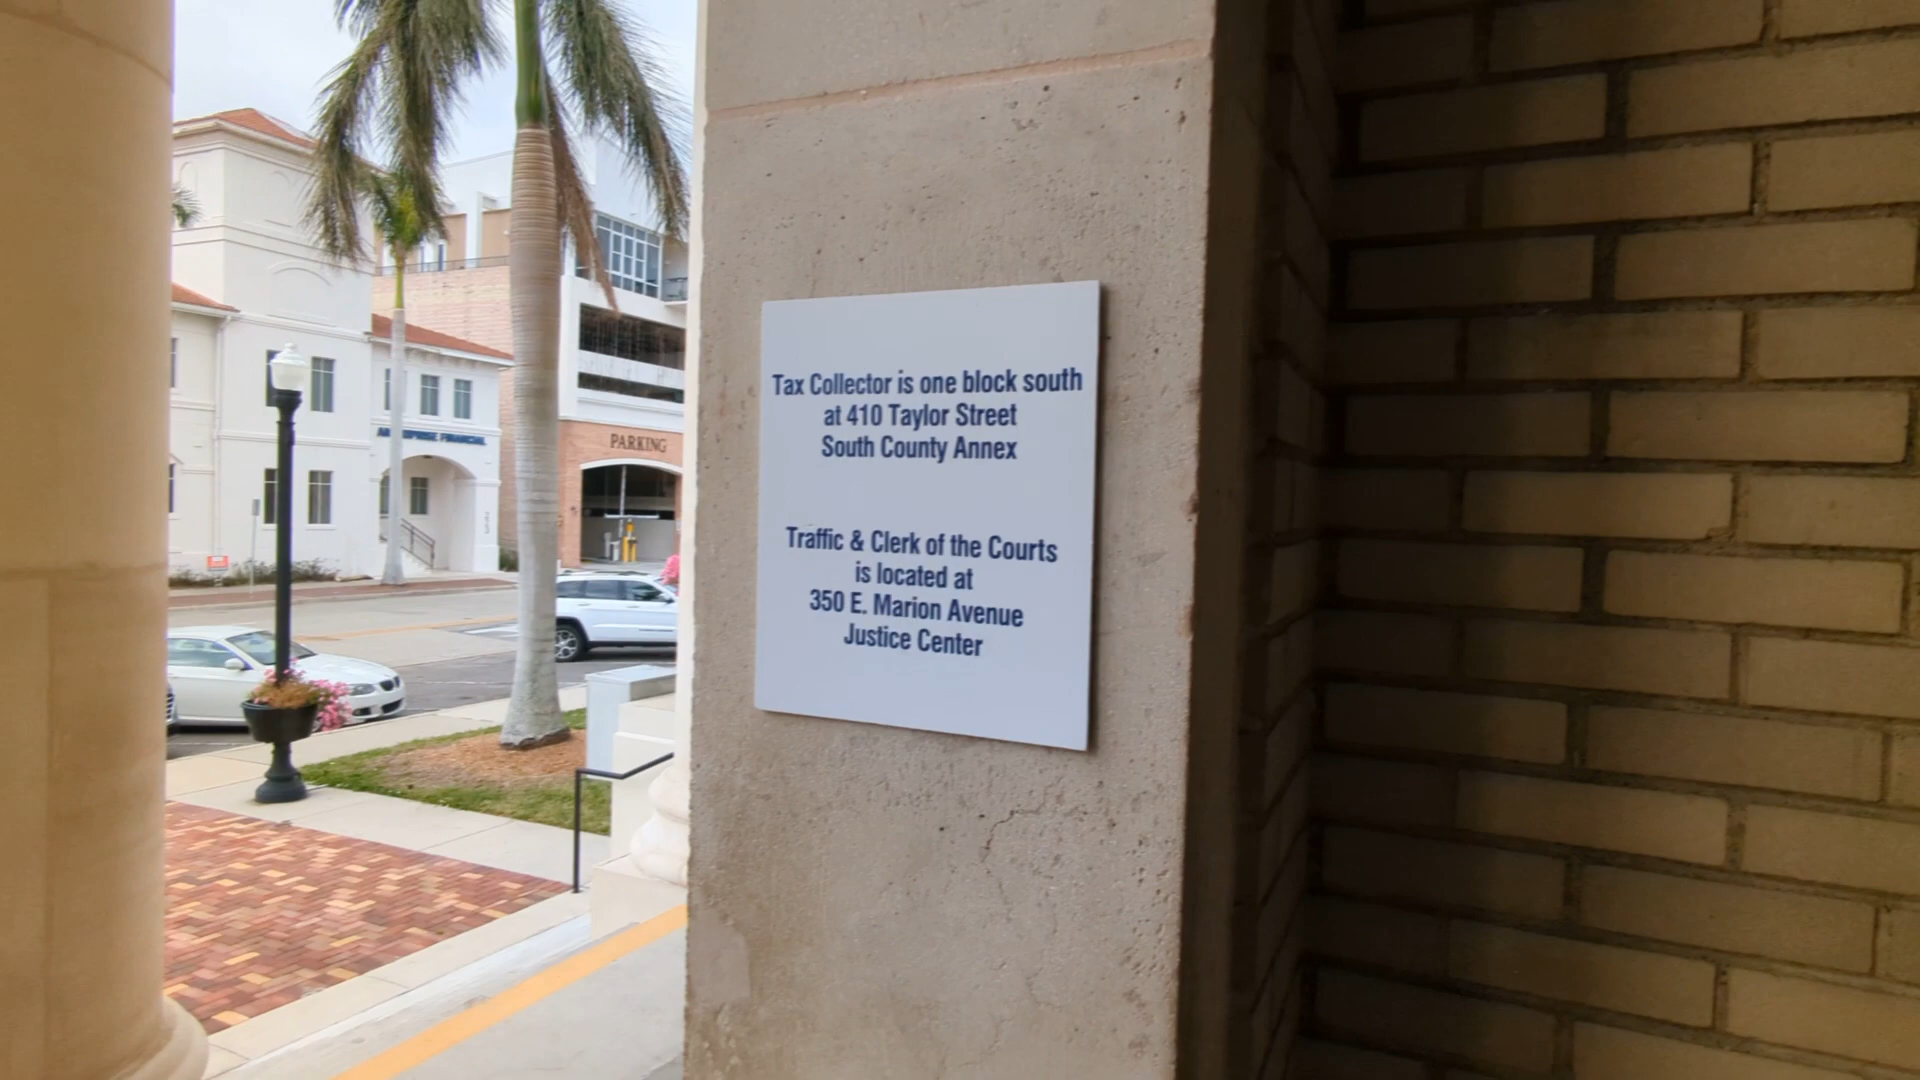 Tax Collector is one block south
at 410 Taylor Street
South County Annex
Traffic & Clerk of the Courts
is located at
350 E. Marion Avenue
Justice Center
PARKING
FINANCIAL